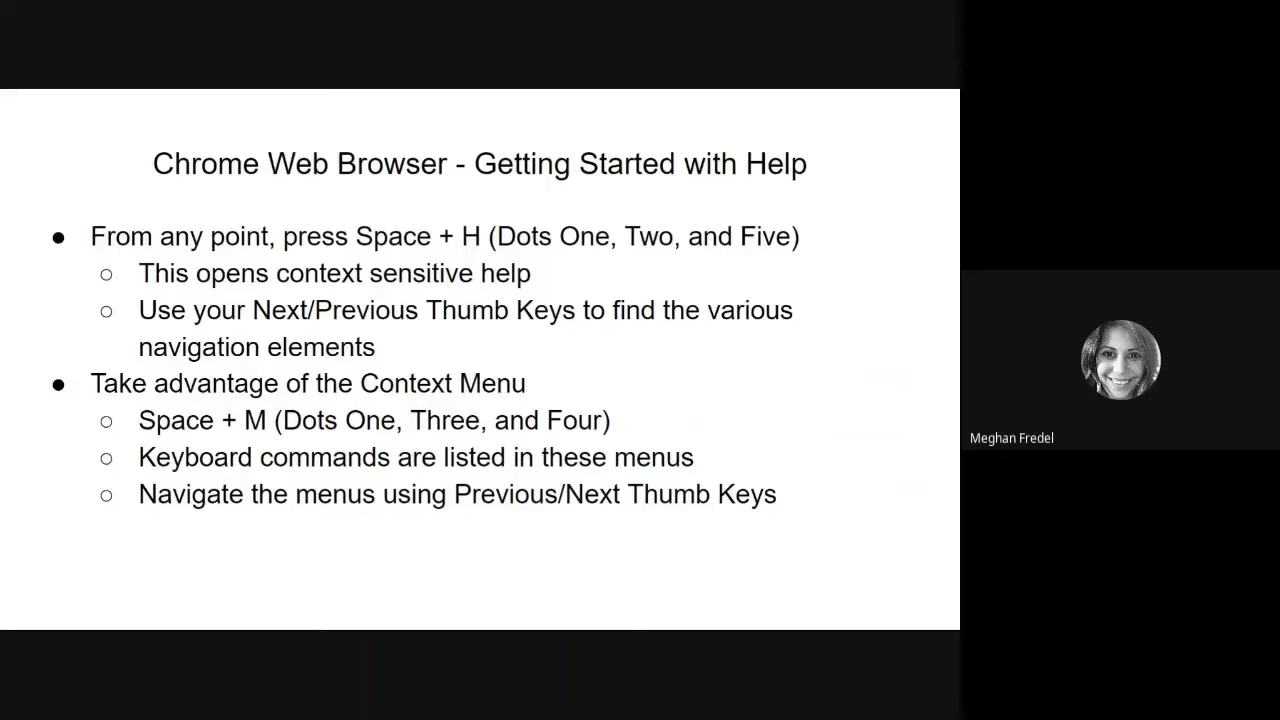 Chrome Web Browser - Getting Started with Help
● From any point, press Space + H (Dots One, Two, and Five)
○ This opens context sensitive help
○ Use your Next/Previous Thumb Keys to find the various
navigation elements
● Take advantage of the Context Menu
○ Space + M (Dots One, Three, and Four)
○ Keyboard commands are listed in these menus
○ Navigate the menus using Previous/Next Thumb Keys
Meghan Fredel